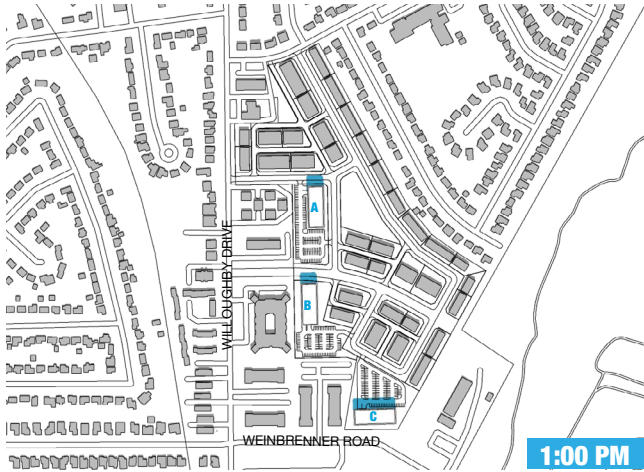 A
WILLOUGHBY DRIVE
B
C
WEINBRENNER ROAD
1:00 PM